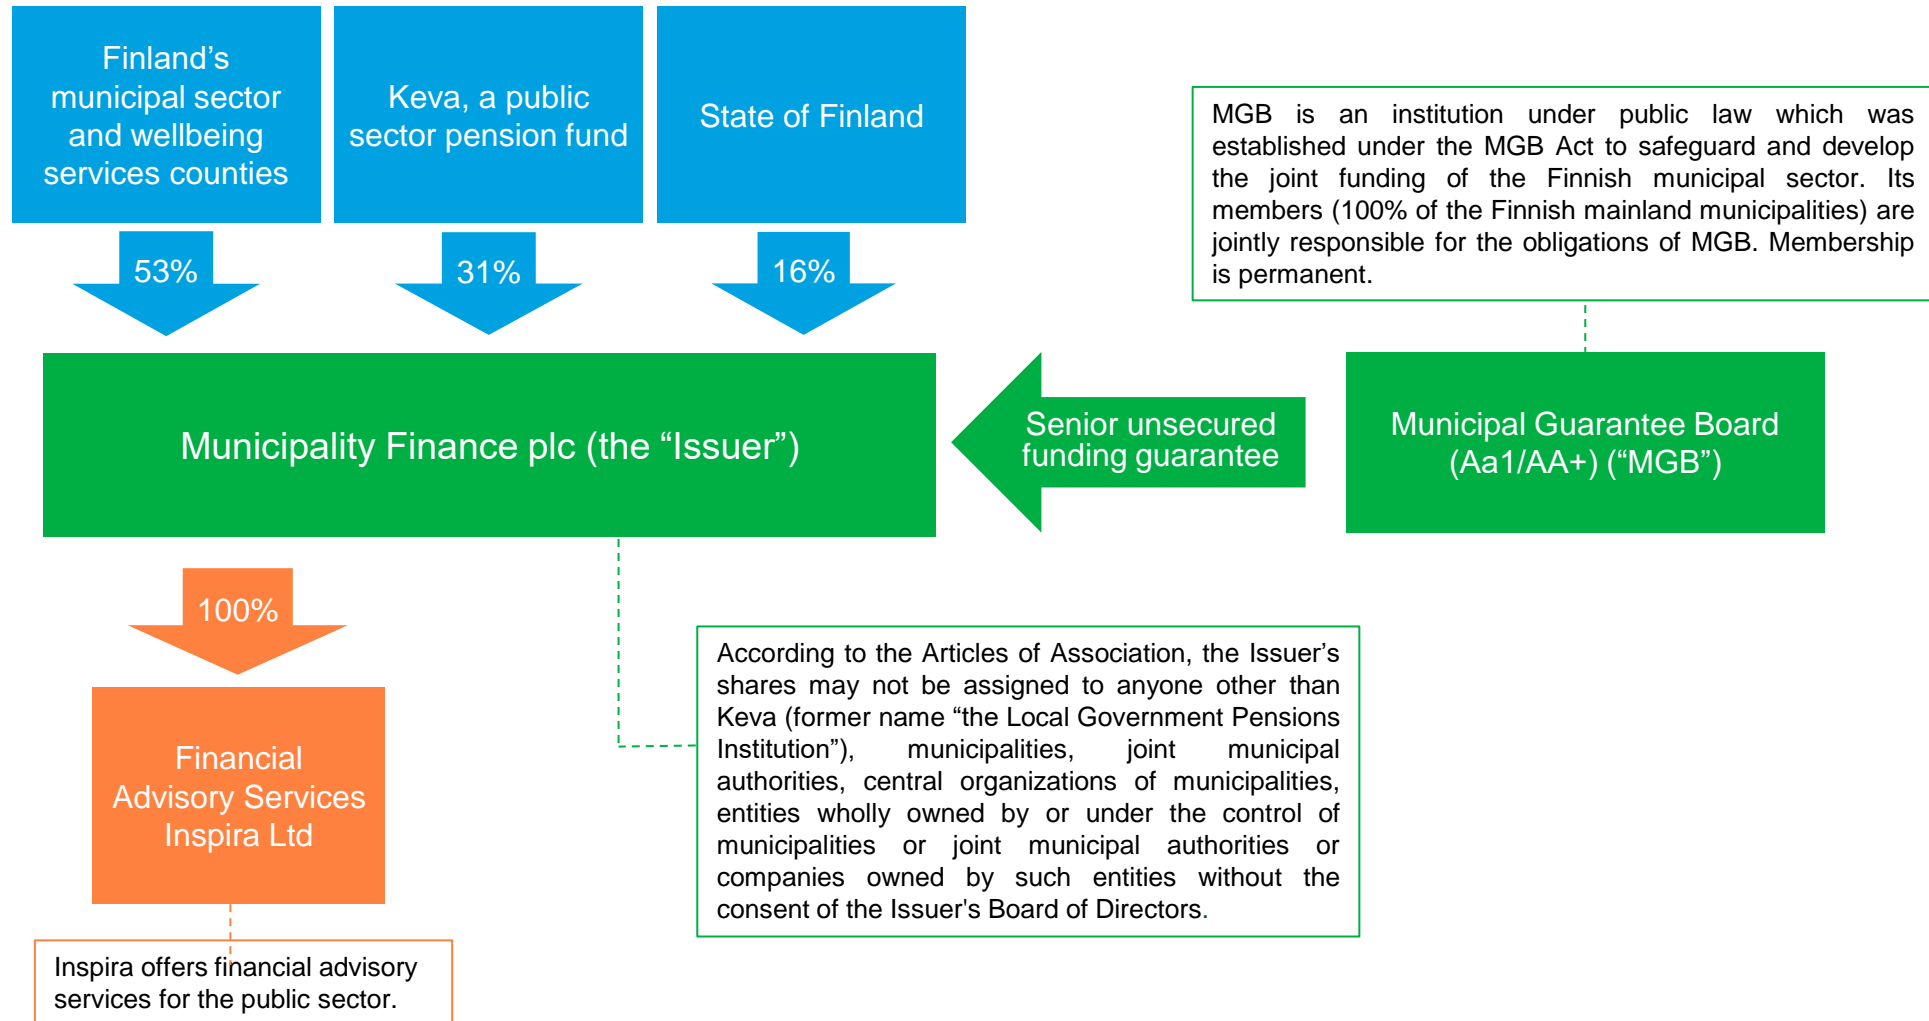 Finland’s
municipal sector
and wellbeing
services counties
Keva, a public
sector pension fund
State of Finland
53%
31%
16%
MGB is an institution under public law which was
established under the MGB Act to safeguard and develop
the joint funding of the Finnish municipal sector. Its
members (100% of the Finnish mainland municipalities) are
jointly responsible for the obligations of MGB. Membership
is permanent.
Municipality Finance plc (the “Issuer”)
Senior unsecured
funding guarantee
Municipal Guarantee Board
(Aa1/AA+) (“MGB”)
100%
Financial
Advisory Services
Inspira Ltd
According to the Articles of Association, the Issuer’s
shares may not be assigned to anyone other than
Keva (former name “the Local Government Pensions
Institution”), municipalities, joint municipal
authorities, central organizations of municipalities,
entities wholly owned by or under the control of
municipalities or joint municipal authorities or
companies owned by such entities without the
consent of the Issuer's Board of Directors.
Inspira offers financial advisory
services for the public sector.